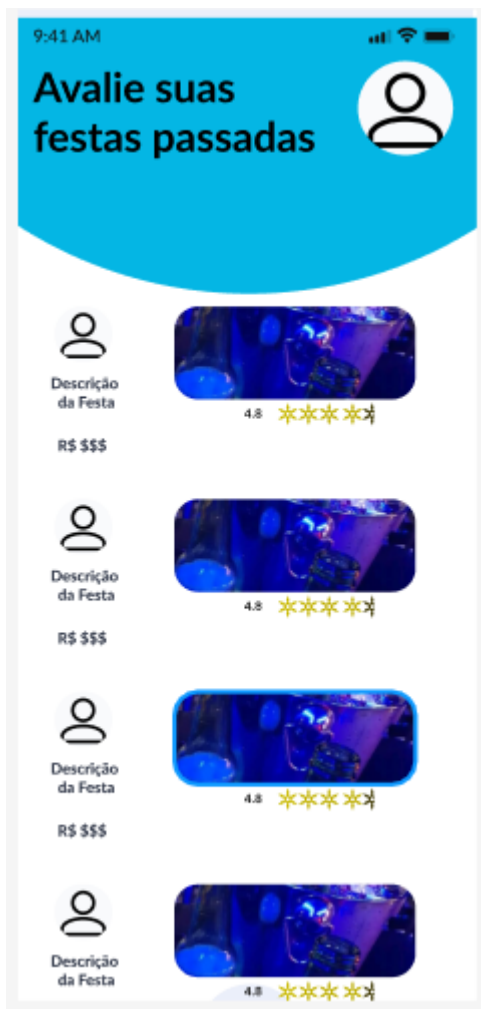 9:41 AM
Avalie suas
festas passadas
Descrição
da Festa
R$ $$$
4.8
Descrição
da Festa
R$ $$$
4.8
Descrição
da Festa
R$ $$$
4.8
Descrição
da Festa
4.8